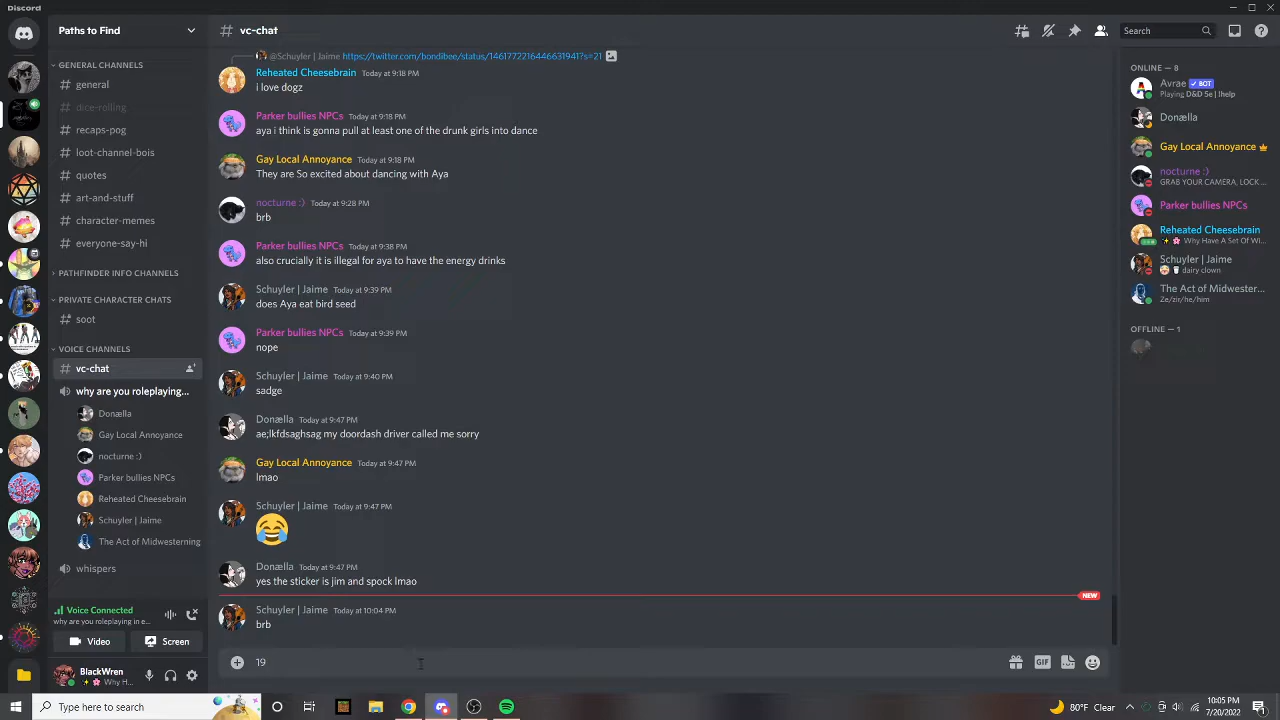 Discord
Paths to Find
# vc-chat
Search
GENERAL CHANNELS
# general
# dice-rolling
# recaps-pog
# loot-channel-bois
# quotes
# art-and-stuff
# character-memes
# everyone-say-hi
PATHFINDER INFO CHANNELS
PRIVATE CHARACTER CHATS
# soot
VOICE CHANNELS
# vc-chat
why are you roleplaying...
Donælla
Gay Local Annoyance
nocturne :)
Parker bullies NPCs
Reheated Cheesebrain
Schuyler | Jaime
The Act of Midwesterning
whispers
Voice Connected
why are you roleplaying in e...
Video
Screen
BlackWren
Why H...
@Schuyler | Jaime https://twitter.com/bondibee/status/1461772216446631941?s=21
Reheated Cheesebrain Today at 9:18 PM
i love dogz
Parker bullies NPCs Today at 9:18 PM
aya i think is gonna pull at least one of the drunk girls into dance
Gay Local Annoyance Today at 9:18 PM
They are So excited about dancing with Aya
nocturne :) Today at 9:28 PM
brb
Parker bullies NPCs Today at 9:38 PM
also crucially it is illegal for aya to have the energy drinks
Schuyler | Jaime Today at 9:39 PM
does Aya eat bird seed
Parker bullies NPCs Today at 9:39 PM
nope
Schuyler | Jaime Today at 9:40 PM
sadge
Donælla Today at 9:47 PM
ae;lkfdsaghsag my doordash driver called me sorry
Gay Local Annoyance Today at 9:47 PM
lmao
Schuyler | Jaime Today at 9:47 PM
Donælla Today at 9:47 PM
yes the sticker is jim and spock lmao
NEW
Schuyler | Jaime Today at 10:04 PM
brb
19
GIF
ONLINE — 8
Avrae BOT
Playing D&D 5e | !help
Donælla
Gay Local Annoyance
nocturne :)
GRAB YOUR CAMERA, LOCK ...
Parker bullies NPCs
Reheated Cheesebrain
Why Have A Set Of Wi...
Schuyler | Jaime
dairy clown
The Act of Midwester...
Ze/zir/he/him
OFFLINE — 1
Type here to search
80°F Clear
10:05 PM
7/20/2022